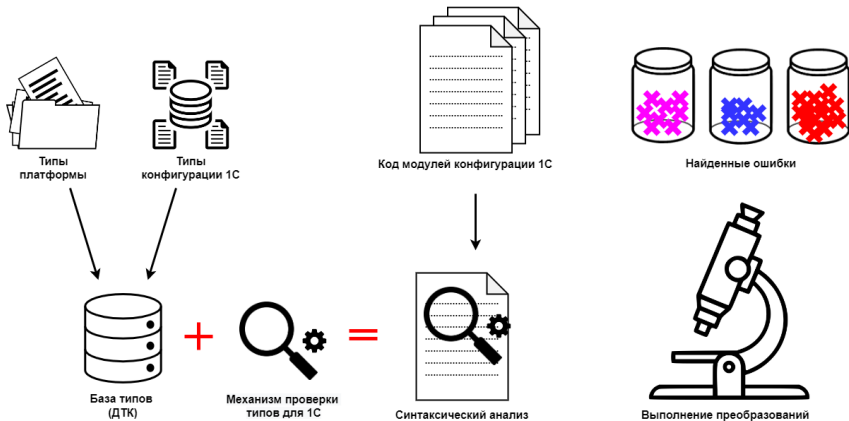 Типы
платформы
Типы
конфигурации 1С
Код модулей конфигурации 1С
Найденные ошибки
База типов
(ДТК)
Механизм проверки
типов для 1С
Синтаксический анализ
Выполнение преобразований